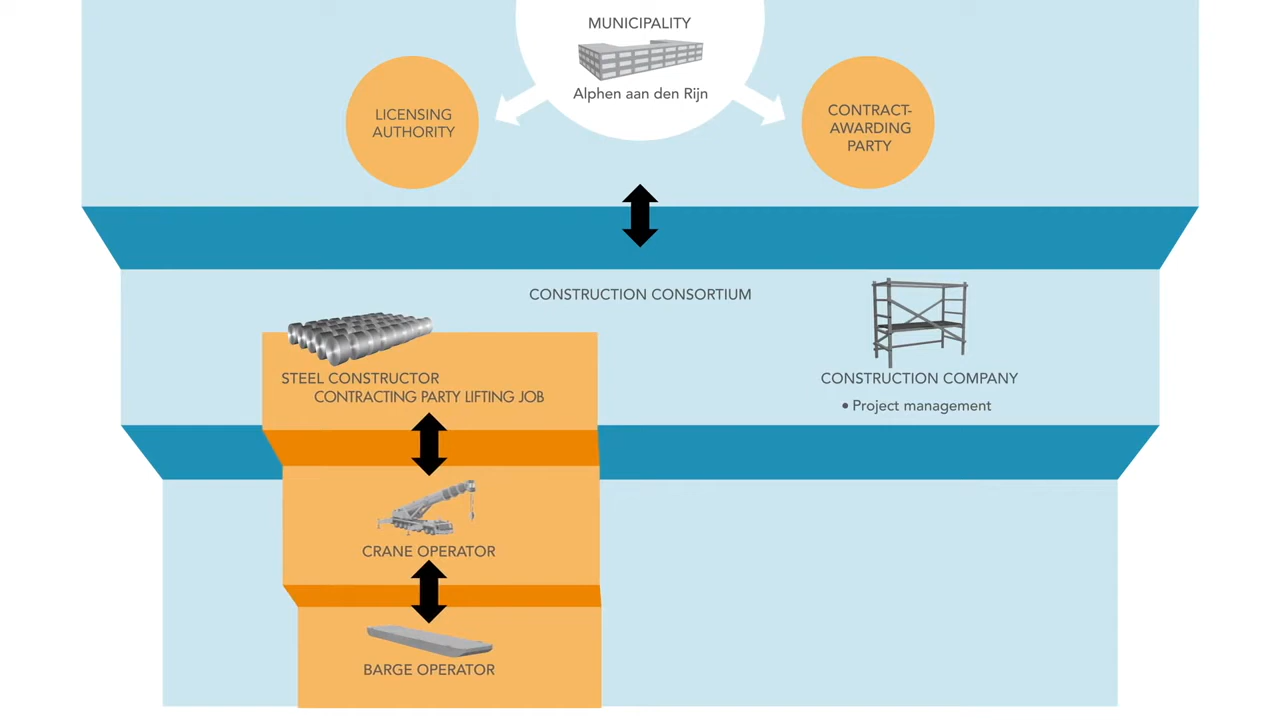 MUNICIPALITY
Alphen aan den Rijn
LICENSING
AUTHORITY
CONTRACT-
AWARDING
PARTY
CONSTRUCTION CONSORTIUM
STEEL CONSTRUCTOR
CONTRACTING PARTY LIFTING JOB
CONSTRUCTION COMPANY
• Project management
CRANE OPERATOR
BARGE OPERATOR